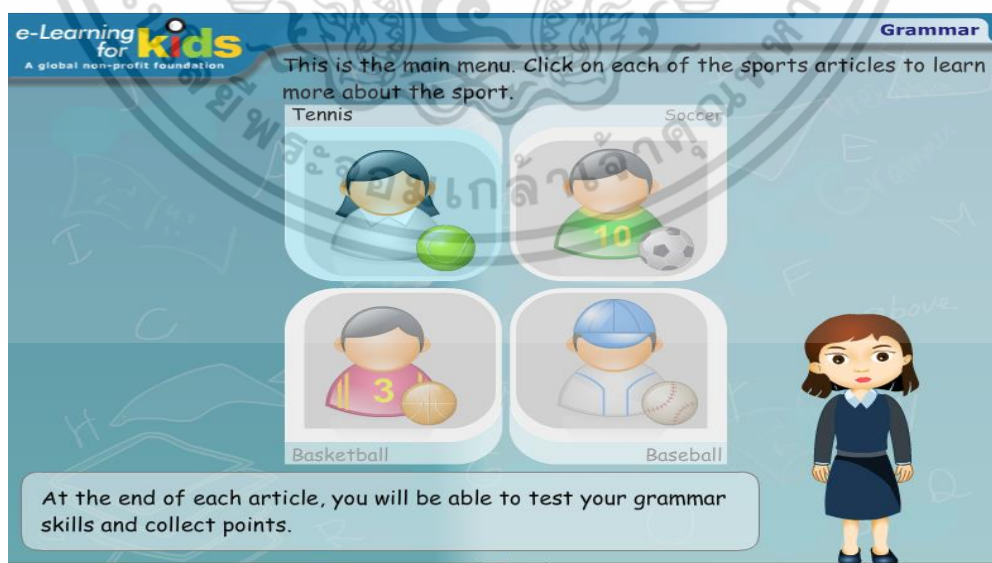 e-Learning
for kids
A global non-profit foundation
Grammar
This is the main menu. Click on each of the sports articles to learn
more about the sport.
Tennis
Soccer
10
3
Basketball
Baseball
At the end of each article, you will be able to test your grammar
skills and collect points.
above